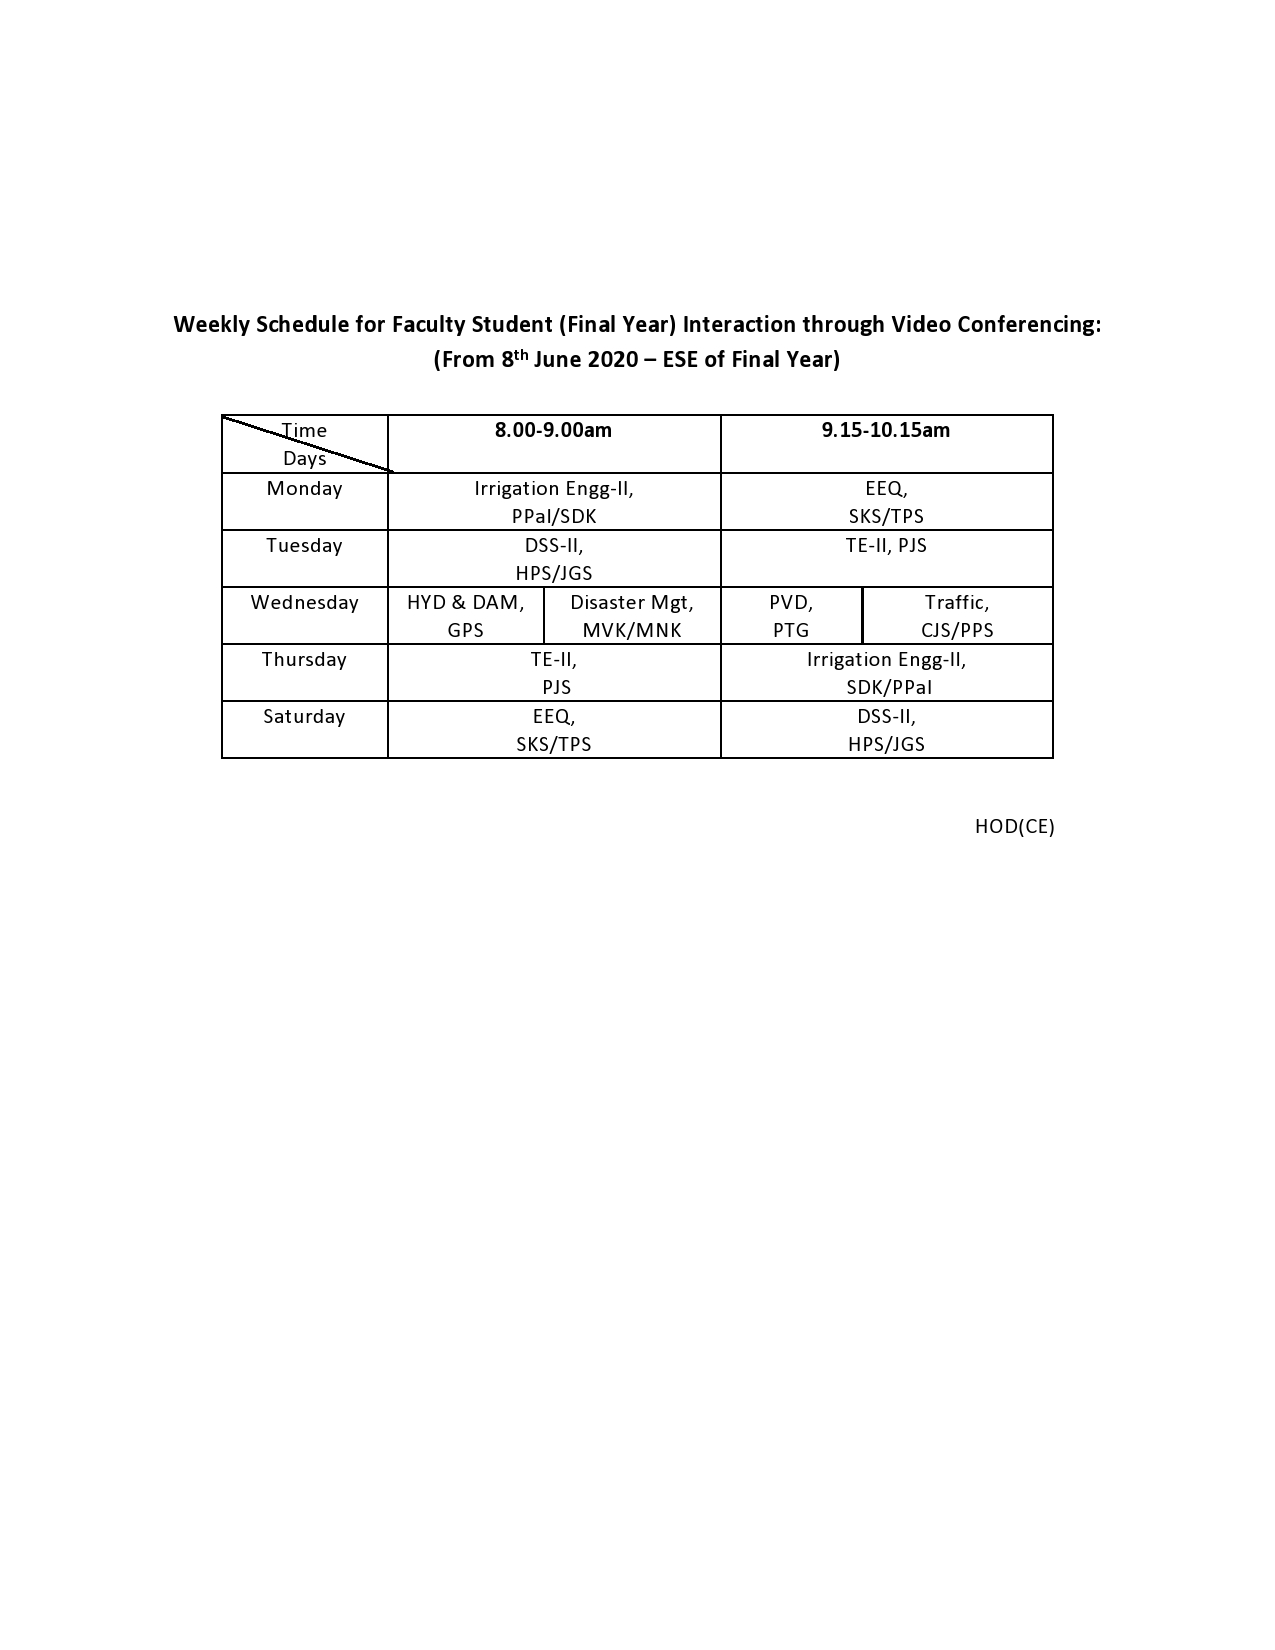 Weekly Schedule for Faculty Student (Final Year) Interaction through Video Conferencing:
(From 8th June 2020 – ESE of Final Year)
Time
Days
8.00-9.00am
9.15-10.15am
Monday
Irrigation Engg-II,
PPal/SDK
EEQ,
SKS/TPS
Tuesday
DSS-II,
HPS/JGS
TE-II, PJS
Wednesday
HYD & DAM,
GPS
Disaster Mgt,
MVK/MNK
PVD,
PTG
Traffic,
CJS/PPS
Thursday
TE-II,
PJS
Irrigation Engg-II,
SDK/PPal
Saturday
EEQ,
SKS/TPS
DSS-II,
HPS/JGS
HOD(CE)